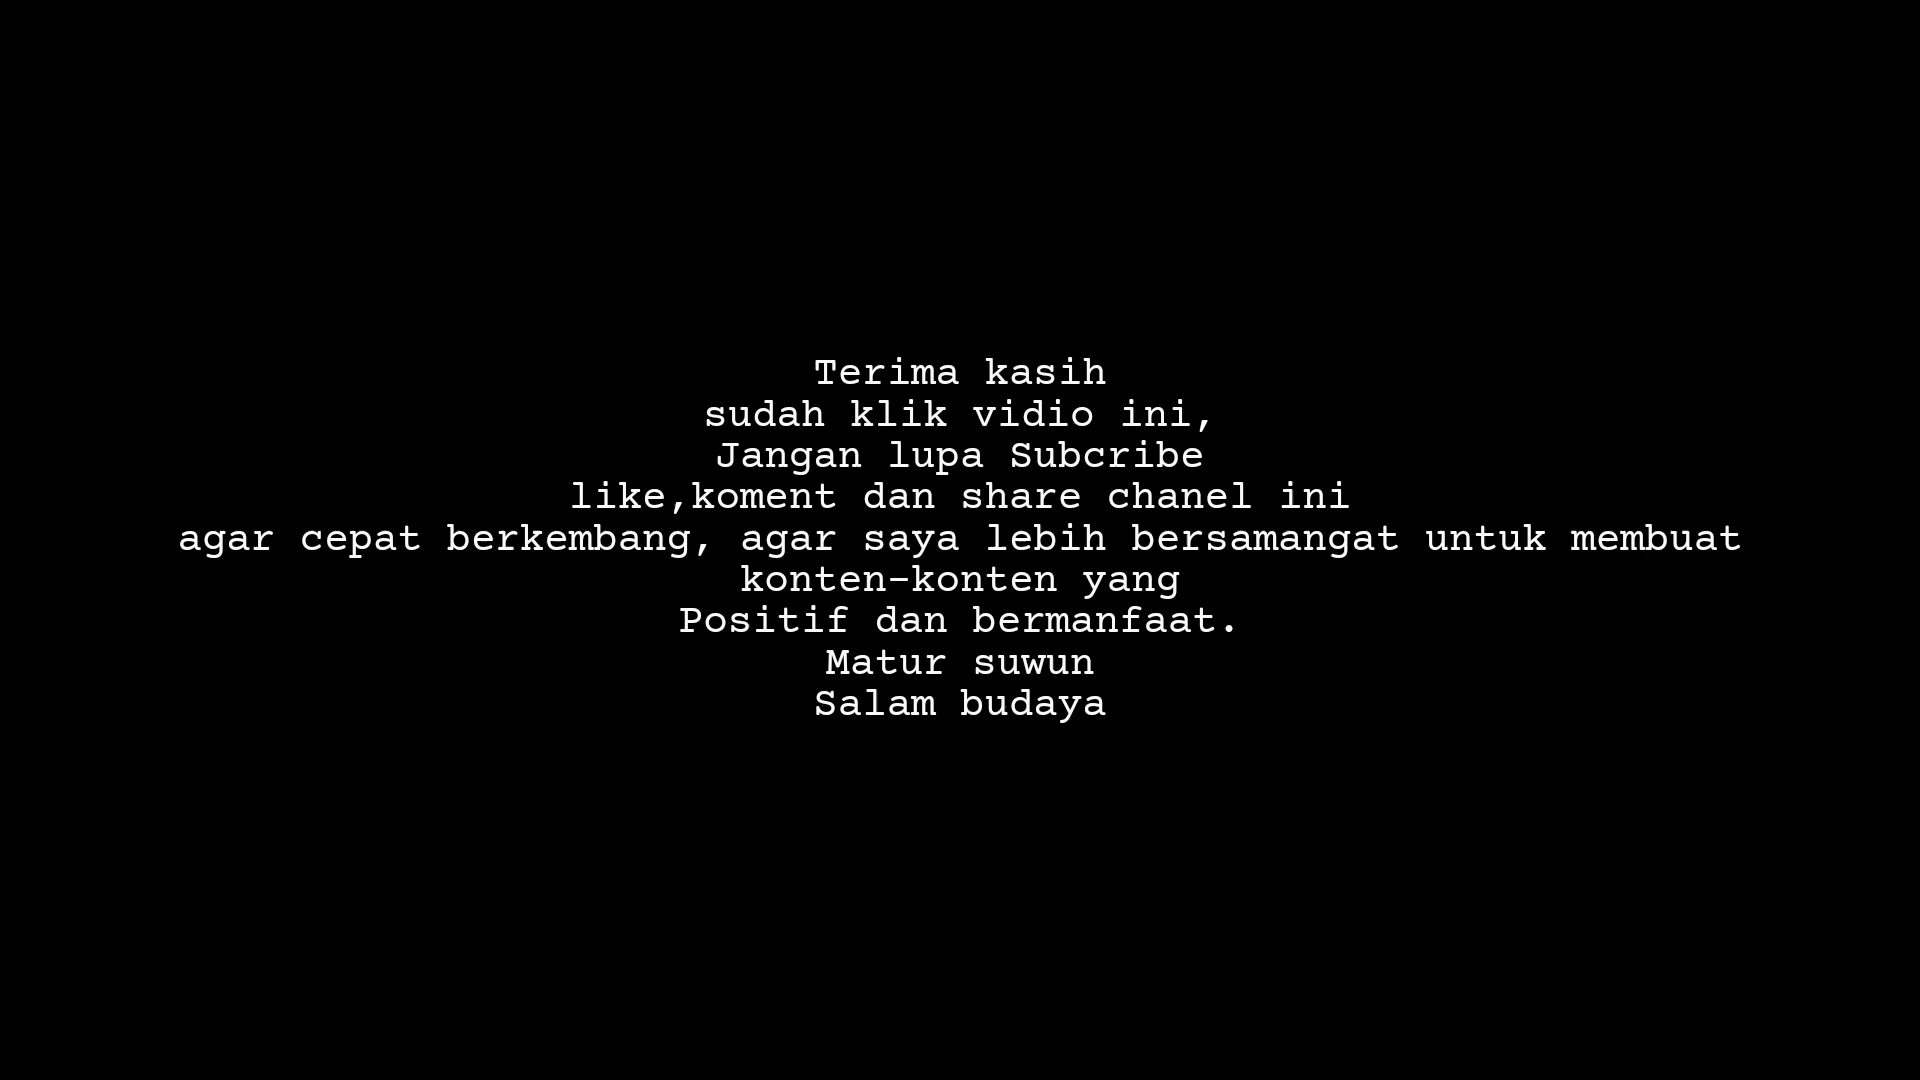 Terima kasih
sudah klik vidio ini,
Jangan lupa Subcribe
like,koment dan share chanel ini
agar cepat berkembang, agar saya lebih bersamangat untuk membuat
konten-konten yang
Positif dan bermanfaat.
Matur suwun
Salam budaya